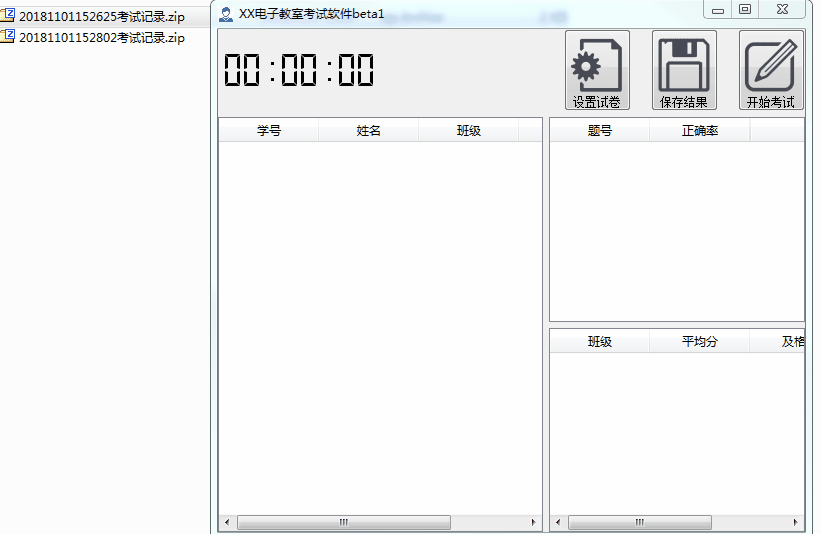 20181101152625考试记录.zip
20181101152802考试记录.zip
XX电子教室考试软件beta1
00:00:00
设置试卷 保存结果 开始考试
学号 姓名 班级
题号 正确率
班级 平均分 及格